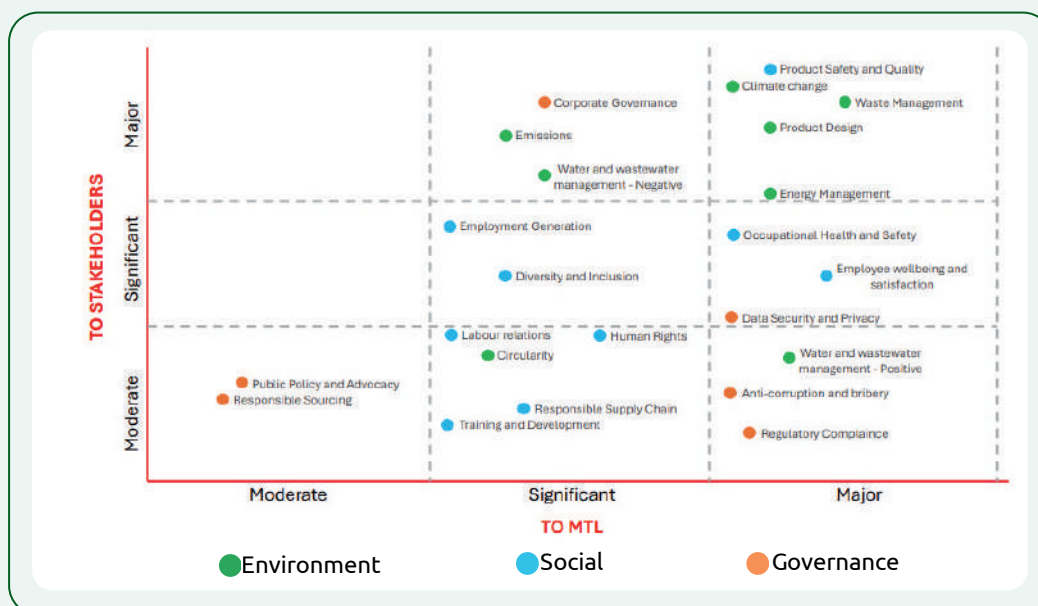 Product Safety and Quality
Climate change
Corporate Governance
Waste Management
Product Design
Emissions
Water and wastewater
management - Negative
Energy Management
Employment Generation
Occupational Health and Safety
Diversity and Inclusion
Employee wellbeing and
satisfaction
Data Security and Privacy
Labour relations
Human Rights
Circularity
Water and wastewater
management - Positive
Public Policy and Advocacy
Responsible Sourcing
Anti-corruption and bribery
Responsible Supply Chain
Training and Development
Regulatory Complaince
TO STAKEHOLDERS
Major
Significant
Moderate
Moderate
Significant
Major
TO MTL
Environment
Social
Governance